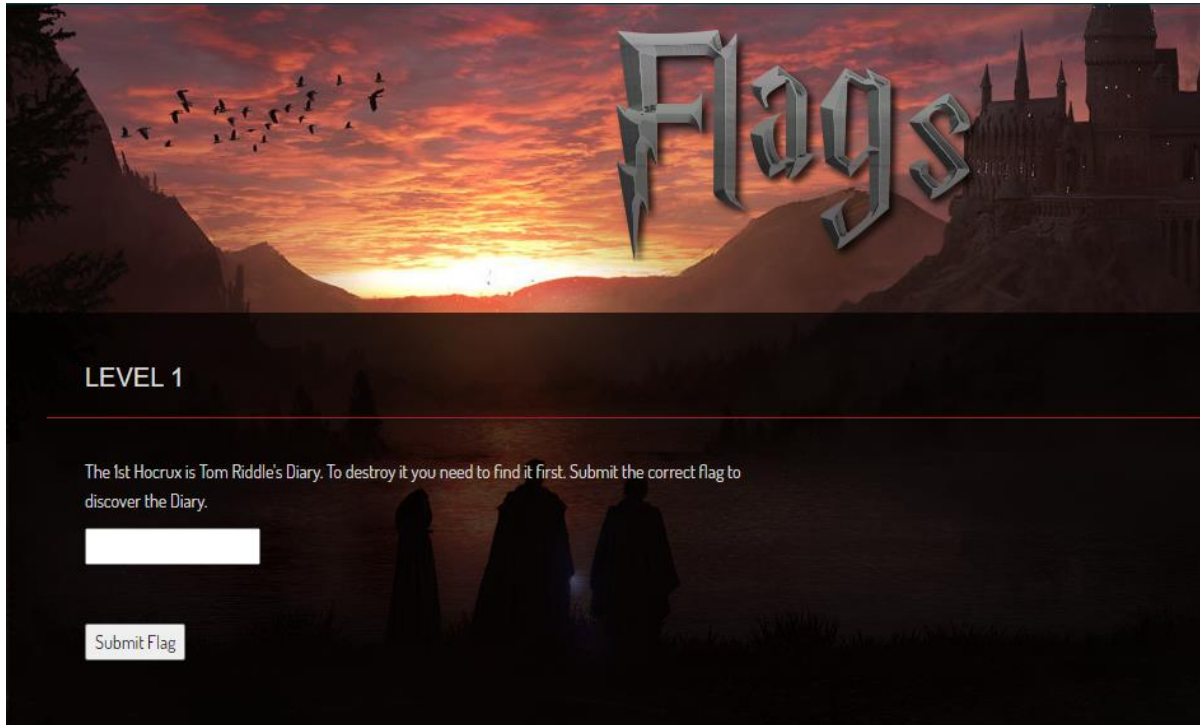 Flags
LEVEL 1
The 1st Hocrux is Tom Riddle's Diary. To destroy it you need to find it first. Submit the correct flag to
discover the Diary.
Submit Flag